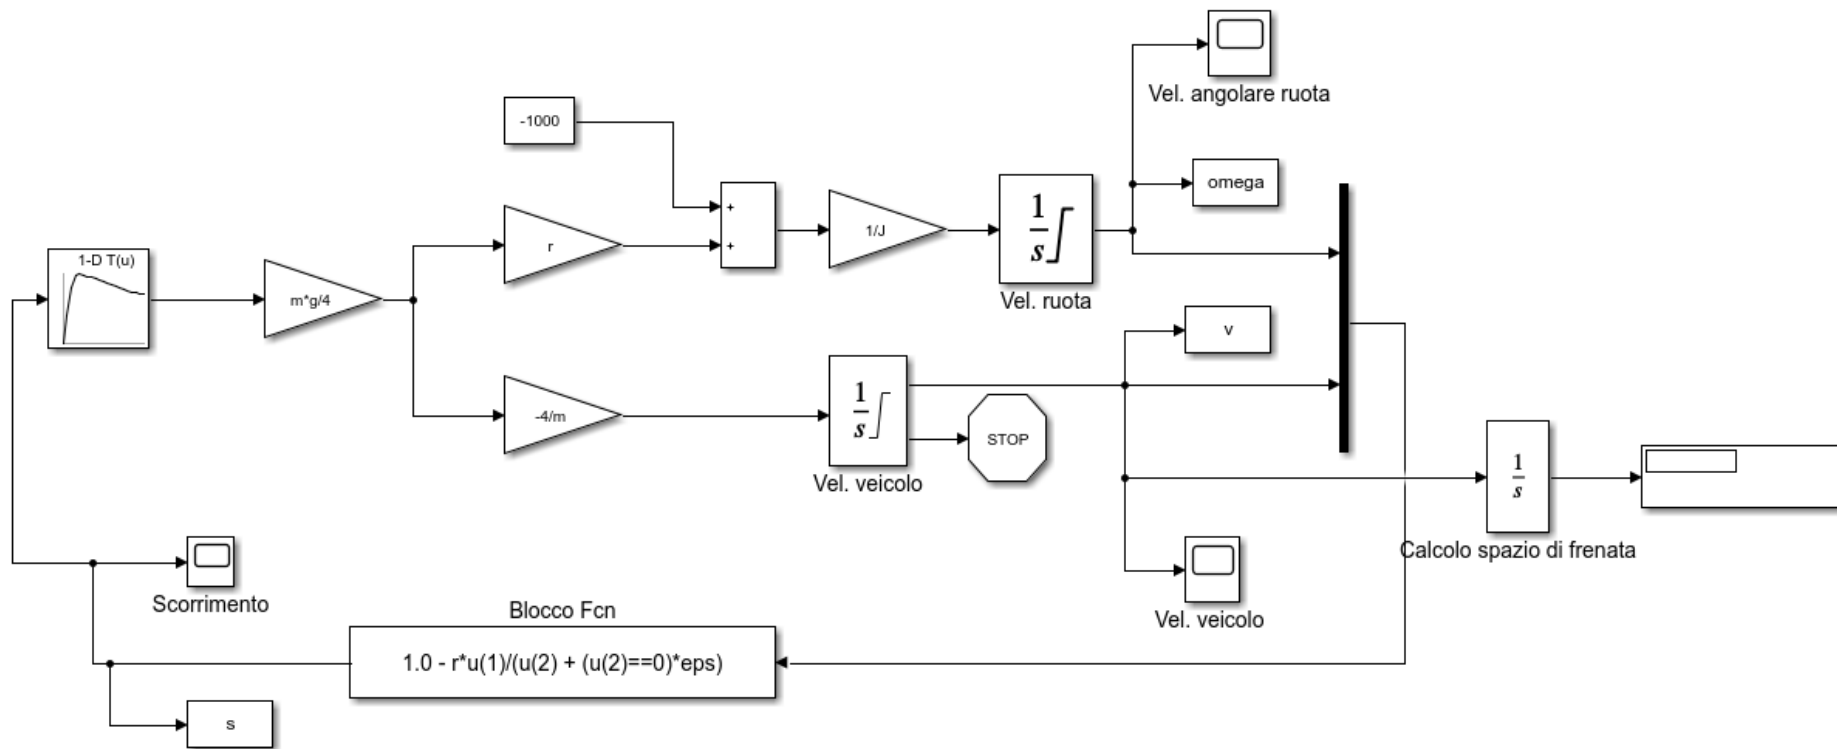 Vel. angolare ruota
-1000
omega
+
1-D T(u)
r
+
1/J
1
s
Vel. ruota
m*g/4
v
-4/m
1
s
STOP
Vel. veicolo
1
s
Calcolo spazio di frenata
Scorrimento
Blocco Fcn
Vel. veicolo
1.0 - r*u(1)/(u(2) + (u(2)==0)*eps)
s